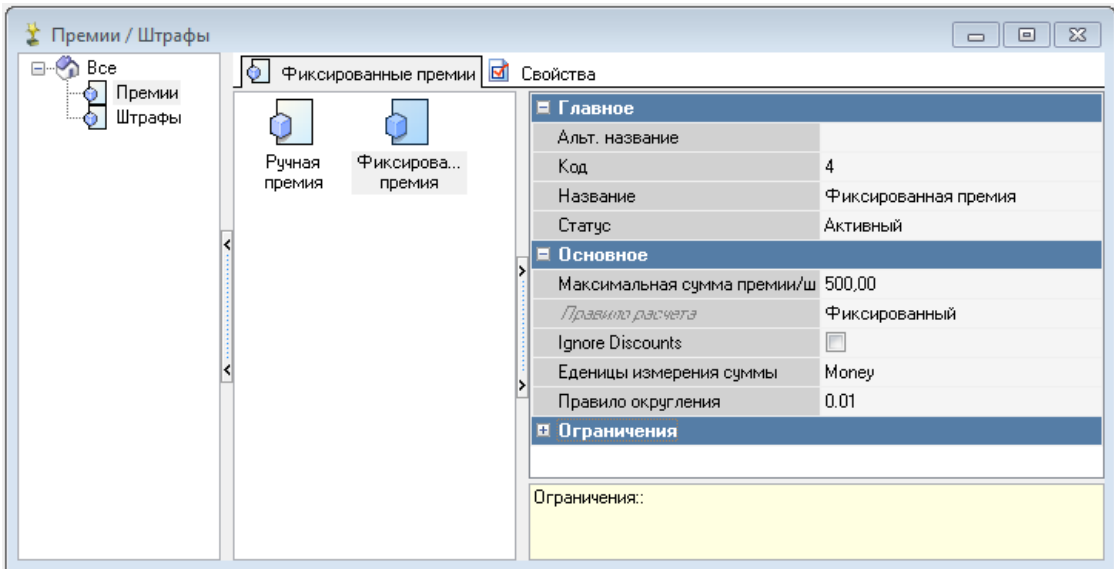 Премии / Штрафы
Все
Премии
Штрафы
Фиксированные премии
Свойства
Ручная
премия
Фиксирова...
премия
Главное
Альт. название
Код 4
Название Фиксированная премия
Статус Активный
Основное
Максимальная сумма премии/ш 500,00
Правило расчета Фиксированный
Ignore Discounts
Еденицы измерения суммы Money
Правило округления 0.01
Ограничения
Ограничения::